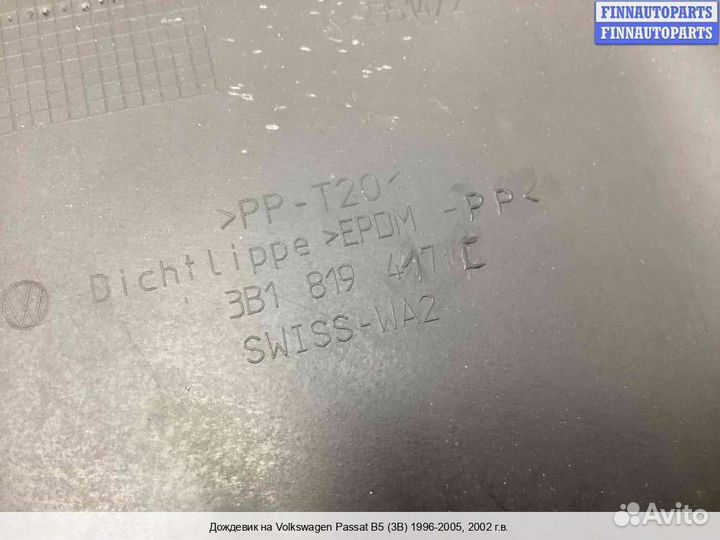 FINNAUTOPARTS
FINNAUTOPARTS
>PP-T20<
Dichtlippe >EPDM -PP<
3B1 819 417 C
SWISS-WA2
Дождевик на Volkswagen Passat B5 (3B) 1996-2005, 2002 г.в.
Avito